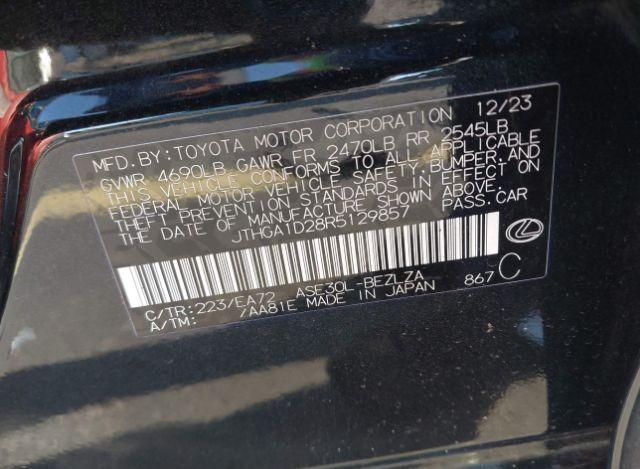 MFD.BY:TOYOTA MOTOR CORPORATION 12/23
GVWR 4690LB GAWR FR 2470LB RR 2545LB
THIS VEHICLE CONFORMS TO ALL APPLICABLE
FEDERAL MOTOR VEHICLE SAFETY,BUMPER,AND
THEFT PREVENTION STANDARDS IN EFFECT ON
THE DATE OF MANUFACTURE SHOWN ABOVE.
JTHGA1D28R5129857 PASS.CAR
C/TR:223/EA72 ASE30L-BEZLZA 867 C
A/TM: /AA81E MADE IN JAPAN